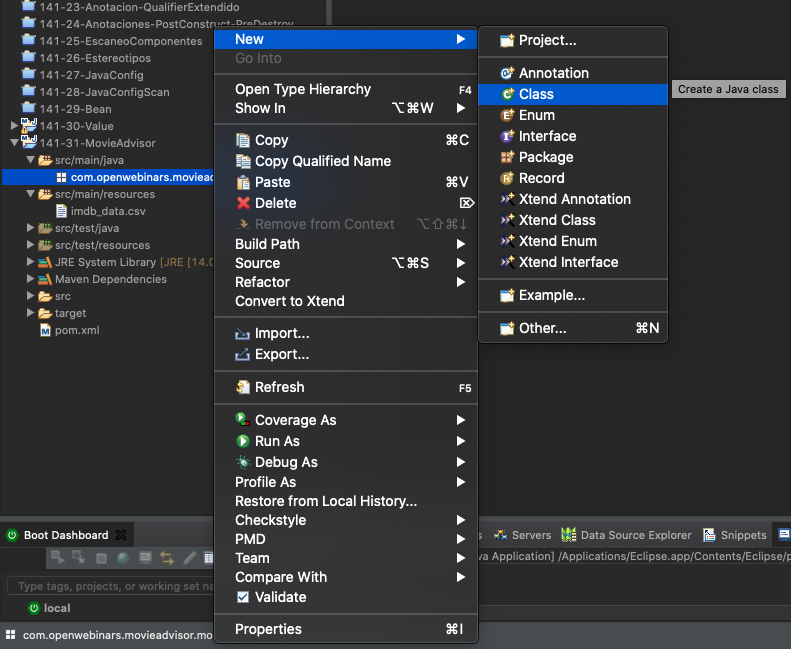 141-23-Anotacion-QualifierExtendido
141-24-Anotaciones-PostConstruct-PreDestroy
141-25-EscaneoComponentes
141-26-Estereotipos
141-27-JavaConfig
141-28-JavaConfigScan
141-29-Bean
141-30-Value
141-31-MovieAdvisor
src/main/java
com.openwebinars.movieac
src/main/resources
imdb_data.csv
src/test/java
src/test/resources
JRE System Library [JRE [14.0
Maven Dependencies
src
target
pom.xml
New
Go Into
Open Type Hierarchy F4
Show In ⌥⌘W
Copy ⌘C
Copy Qualified Name
Paste ⌘V
Delete ⌦
Remove from Context ⌥⇧⌘↓
Build Path
Source ⌥⌘S
Refactor
Convert to Xtend
Import...
Export...
Refresh F5
Coverage As
Run As
Debug As
Profile As
Restore from Local History...
Checkstyle
PMD
Team
Compare With
Validate
Properties ⌘I
Project...
Annotation
Class
Enum
Interface
Package
Record
Xtend Annotation
Xtend Class
Xtend Enum
Xtend Interface
Example...
Other... ⌘N
Create a Java class
Boot Dashboard
s Servers Data Source Explorer Snippets
va Application] /Applications/Eclipse.app/Contents/Eclipse/p
Type tags, projects, or working set na
local
com.openwebinars.movieadvisor.mo